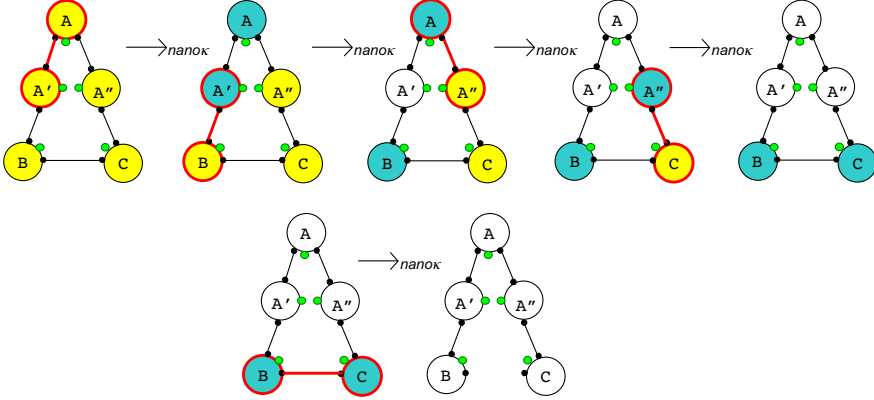 A A A A A
nanoκ nanoκ nanoκ nanoκ
A' A" A' A" A' A" A' A" A' A"
B C B C B C B C B C
A A
nanoκ
A' A" A' A"
B C B C